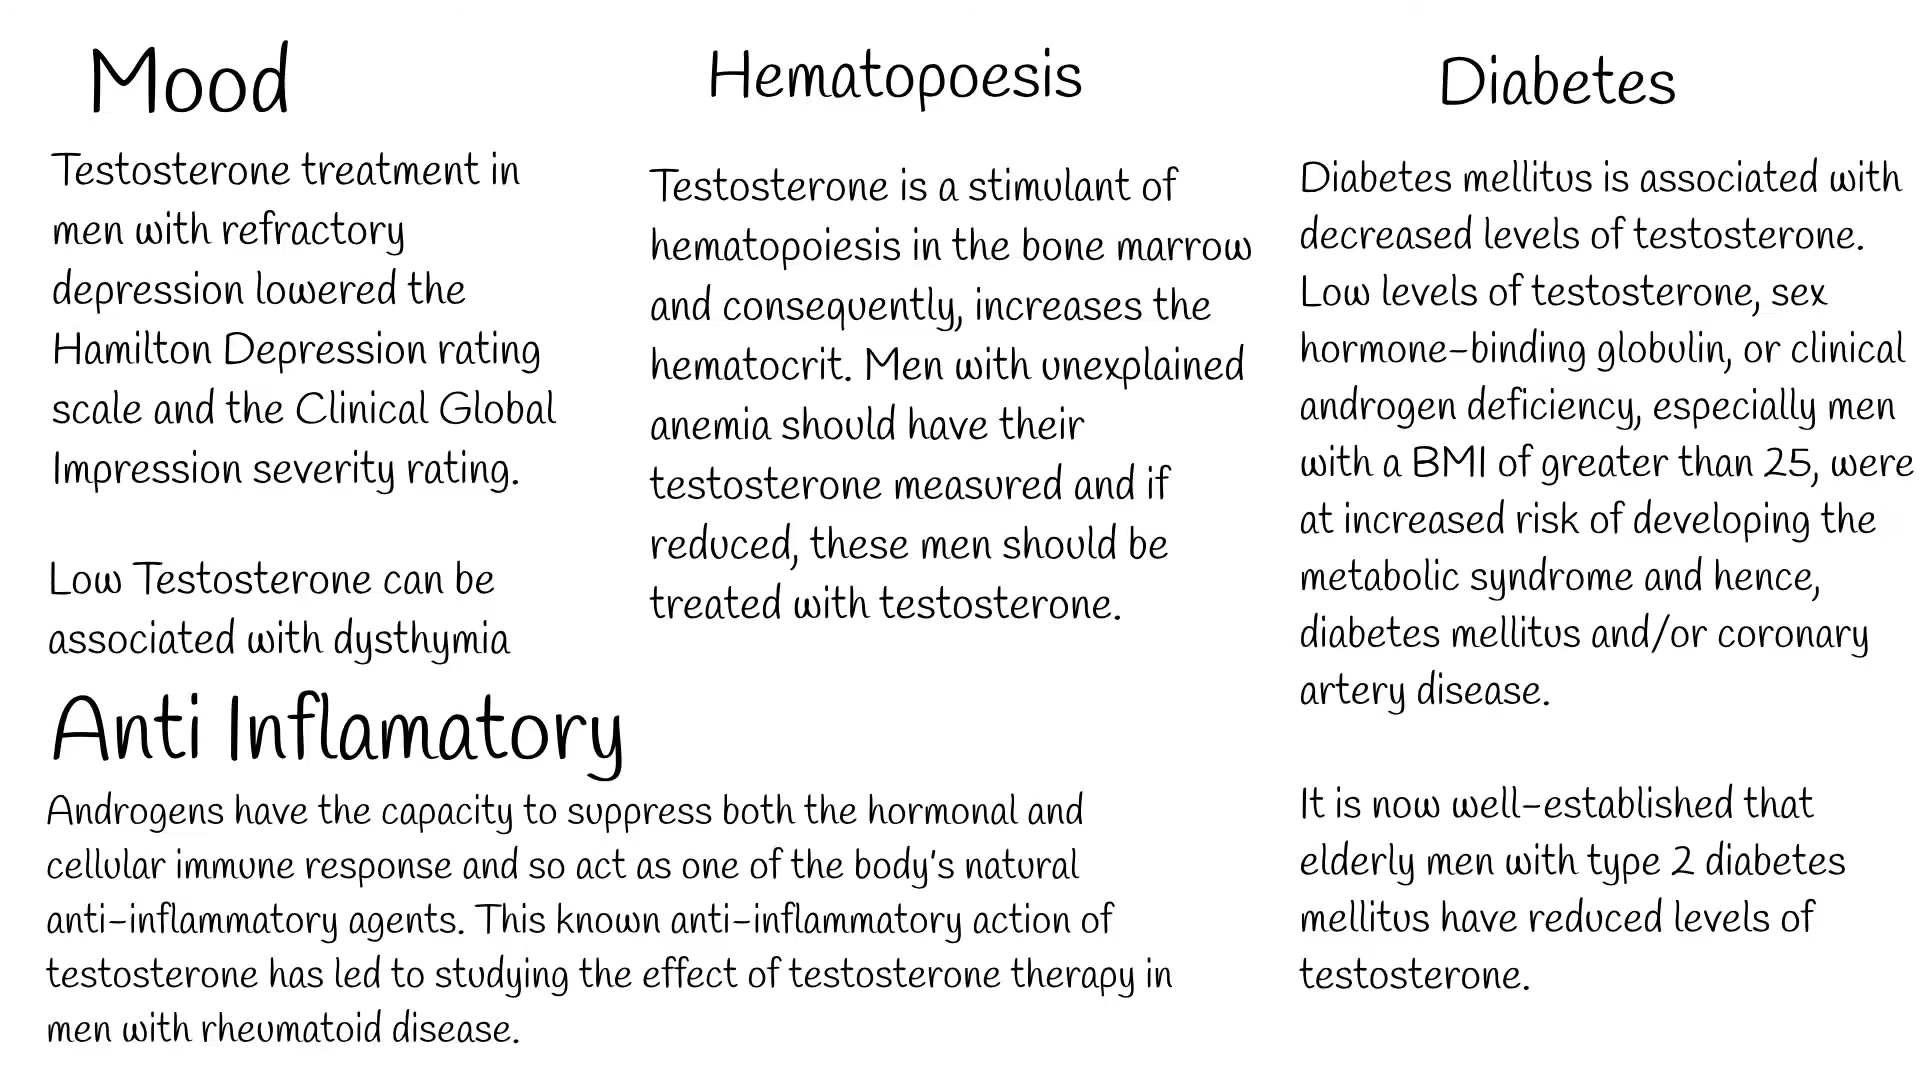 Mood
Testosterone treatment in
men with refractory
depression lowered the
Hamilton Depression rating
scale and the Clinical Global
Impression severity rating.
Low Testosterone can be
associated with dysthymia
Hematopoesis
Testosterone is a stimulant of
hematopoiesis in the bone marrow
and consequently, increases the
hematocrit. Men with unexplained
anemia should have their
testosterone measured and if
reduced, these men should be
treated with testosterone.
Diabetes
Diabetes mellitus is associated with
decreased levels of testosterone.
Low levels of testosterone, sex
hormone-binding globulin, or clinical
androgen deficiency, especially men
with a BMI of greater than 25, were
at increased risk of developing the
metabolic syndrome and hence,
diabetes mellitus and/or coronary
artery disease.
It is now well-established that
elderly men with type 2 diabetes
mellitus have reduced levels of
testosterone.
Anti Inflamatory
Androgens have the capacity to suppress both the hormonal and
cellular immune response and so act as one of the body's natural
anti-inflammatory agents. This known anti-inflammatory action of
testosterone has led to studying the effect of testosterone therapy in
men with rheumatoid disease.